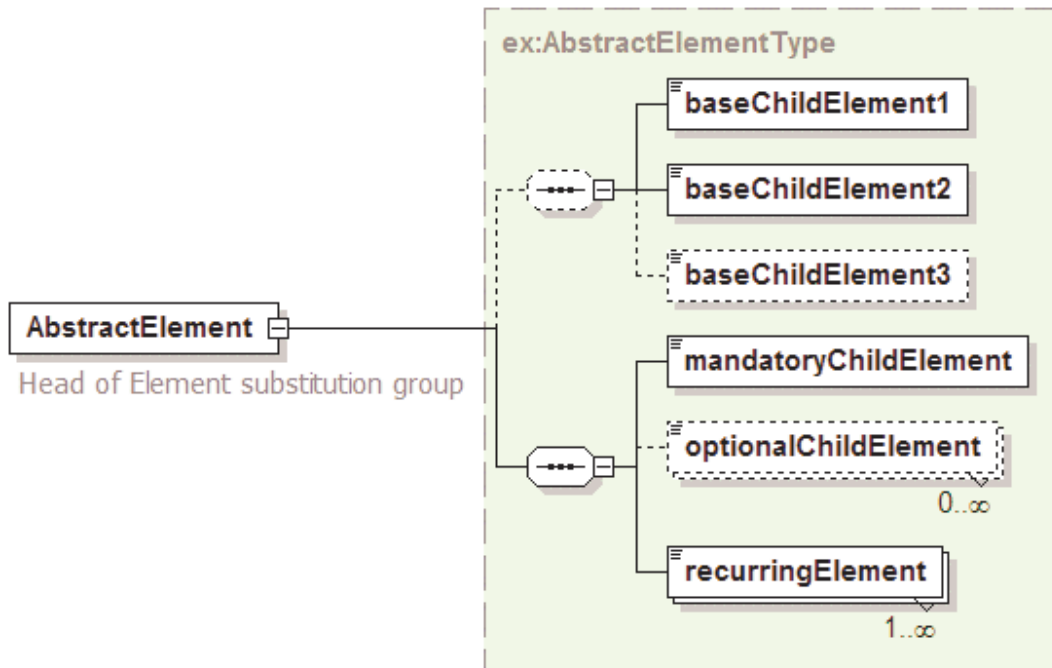 ex:AbstractElementType
baseChildElement1
baseChildElement2
baseChildElement3
AbstractElement
Head of Element substitution group
mandatoryChildElement
optionalChildElement
0..∞
recurringElement
1..∞